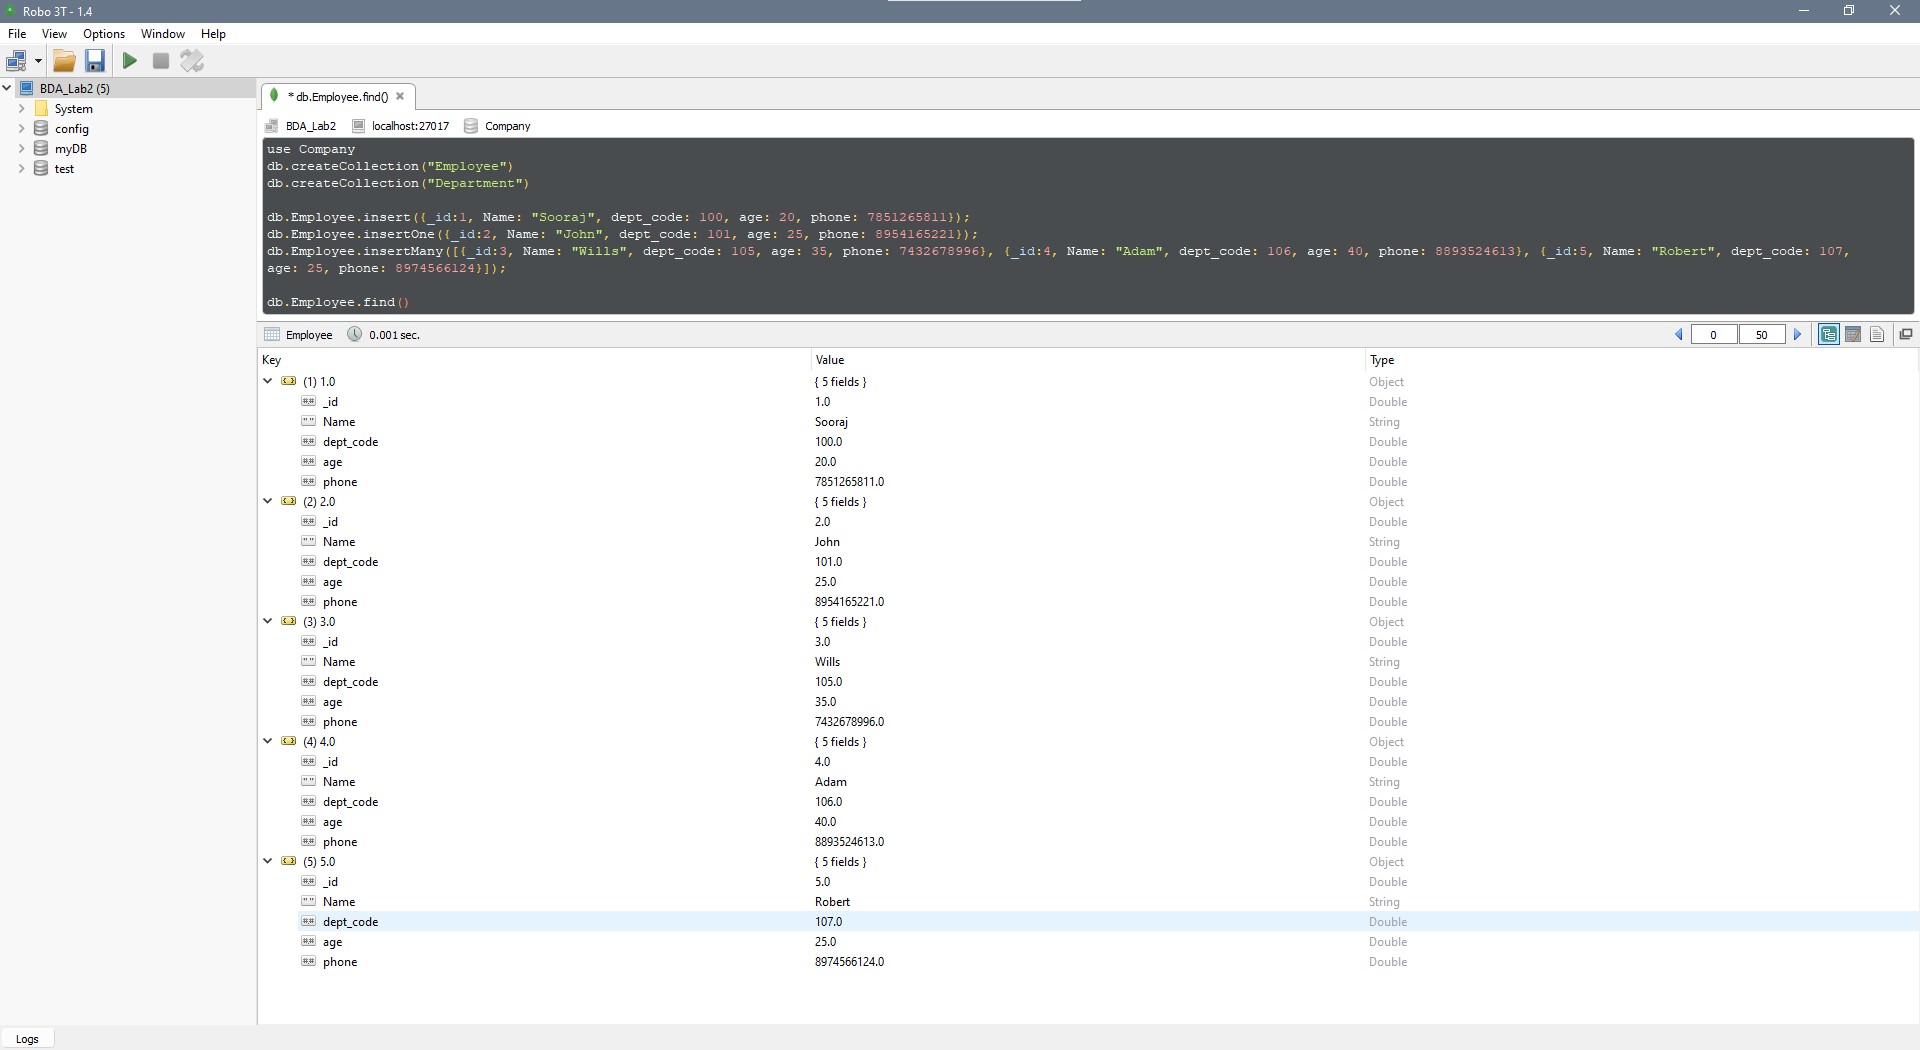 Robo 3T - 1.4
File View Options Window Help
BDA_Lab2 (5)
System
config
myDB
test
* db.Employee.find()
BDA_Lab2 localhost:27017 Company
use Company
db.createCollection("Employee")
db.createCollection("Department")
db.Employee.insert({_id:1, Name: "Sooraj", dept_code: 100, age: 20, phone: 7851265811});
db.Employee.insertOne({_id:2, Name: "John", dept_code: 101, age: 25, phone: 8954165221});
db.Employee.insertMany([{_id:3, Name: "Wills", dept_code: 105, age: 35, phone: 7432678996}, {_id:4, Name: "Adam", dept_code: 106, age: 40, phone: 8893524613}, {_id:5, Name: "Robert", dept_code: 107,
age: 25, phone: 8974566124}]);
db.Employee.find()
Employee 0.001 sec. 0 50
Key Value Type
(1) 1.0 { 5 fields } Object
_id 1.0 Double
Name Sooraj String
dept_code 100.0 Double
age 20.0 Double
phone 7851265811.0 Double
(2) 2.0 { 5 fields } Object
_id 2.0 Double
Name John String
dept_code 101.0 Double
age 25.0 Double
phone 8954165221.0 Double
(3) 3.0 { 5 fields } Object
_id 3.0 Double
Name Wills String
dept_code 105.0 Double
age 35.0 Double
phone 7432678996.0 Double
(4) 4.0 { 5 fields } Object
_id 4.0 Double
Name Adam String
dept_code 106.0 Double
age 40.0 Double
phone 8893524613.0 Double
(5) 5.0 { 5 fields } Object
_id 5.0 Double
Name Robert String
dept_code 107.0 Double
age 25.0 Double
phone 8974566124.0 Double
Logs